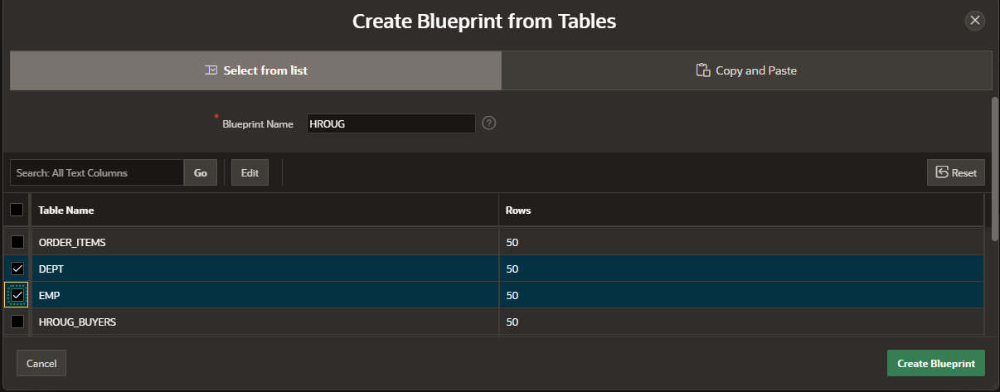 Create Blueprint from Tables
Select from list
Copy and Paste
* Blueprint Name HROUG ?
Search: All Text Columns Go Edit Reset
Table Name Rows
ORDER_ITEMS 50
DEPT 50
EMP 50
HROUG_BUYERS 50
Cancel Create Blueprint